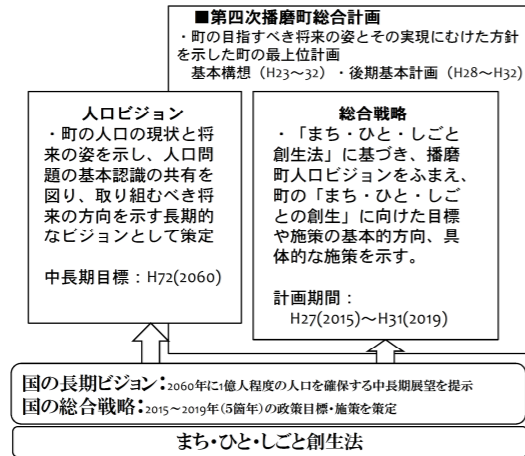 ■第四次播磨町総合計画
・町の目指すべき将来の姿とその実現にむけた方針
を示した町の最上位計画
基本構想（H23～32）・後期基本計画（H28～H32）
人口ビジョン
・町の人口の現状と将
来の姿を示し、人口問
題の基本認識の共有を
図り、取り組むべき将
来の方向を示す長期的
なビジョンとして策定
中長期目標：H72(2060)
総合戦略
・「まち・ひと・しごと
創生法」に基づき、播磨
町人口ビジョンをふまえ、
町の「まち・ひと・しご
との創生」に向けた目標
や施策の基本的方向、具
体的な施策を示す。
計画期間：
H27(2015)～H31(2019)
国の長期ビジョン：2060年に1億人程度の人口を確保する中長期展望を提示
国の総合戦略：2015～2019年（5箇年）の政策目標・施策を策定
まち・ひと・しごと創生法